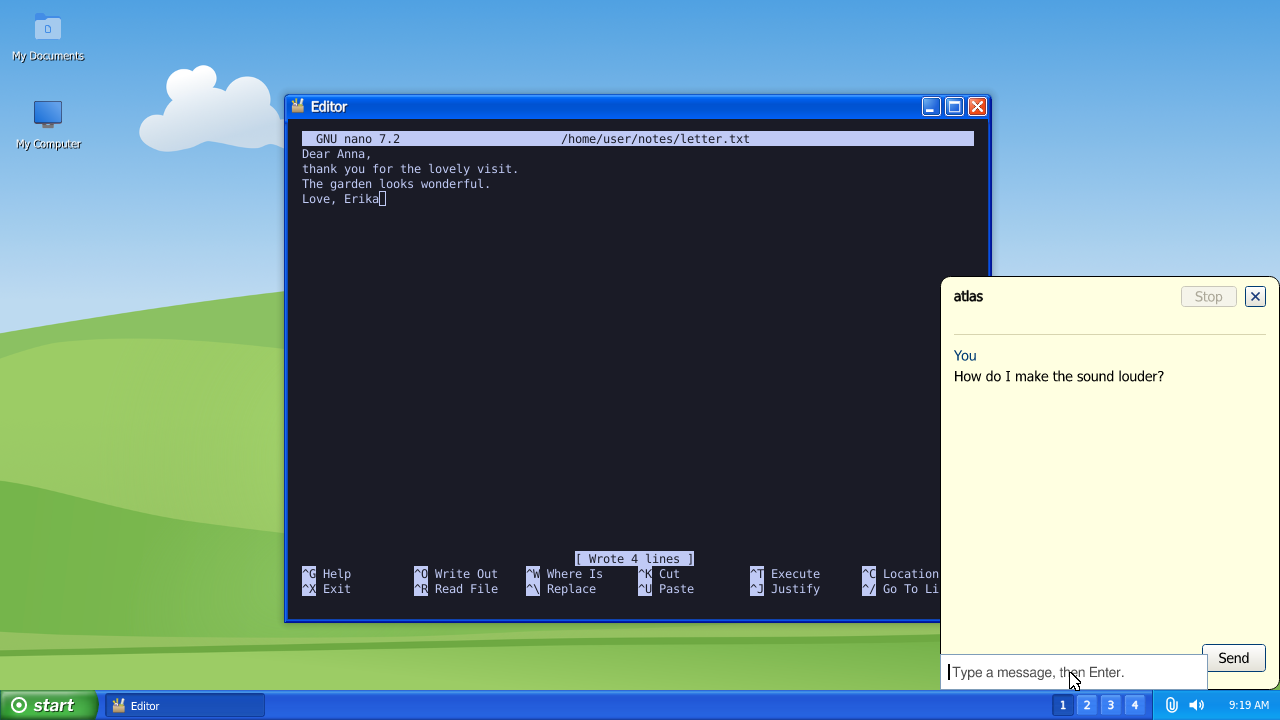 My Documents
My Computer
Editor
GNU nano 7.2 /home/user/notes/letter.txt
Dear Anna,
thank you for the lovely visit.
The garden looks wonderful.
Love, Erika
[ Wrote 4 lines ]
^G Help ^O Write Out ^W Where Is ^K Cut ^T Execute ^C Location
^X Exit ^R Read File ^\ Replace ^U Paste ^J Justify ^/ Go To Li
atlas
Stop
You
How do I make the sound louder?
Type a message, then Enter.
Send
start
Editor
1 2 3 4
9:19 AM